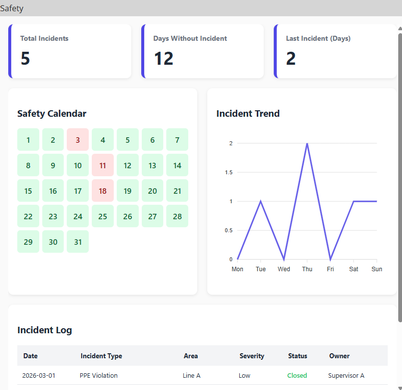 Safety
Total Incidents
5
Days Without Incident
12
Last Incident (Days)
2
Safety Calendar
1 2 3 4 5 6 7
8 9 10 11 12 13 14
15 16 17 18 19 20 21
22 23 24 25 26 27 28
29 30 31
Incident Trend
2
1.5
1
0.5
0
Mon Tue Wed Thu Fri Sat Sun
Incident Log
Date Incident Type Area Severity Status Owner
2026-03-01 PPE Violation Line A Low Closed Supervisor A